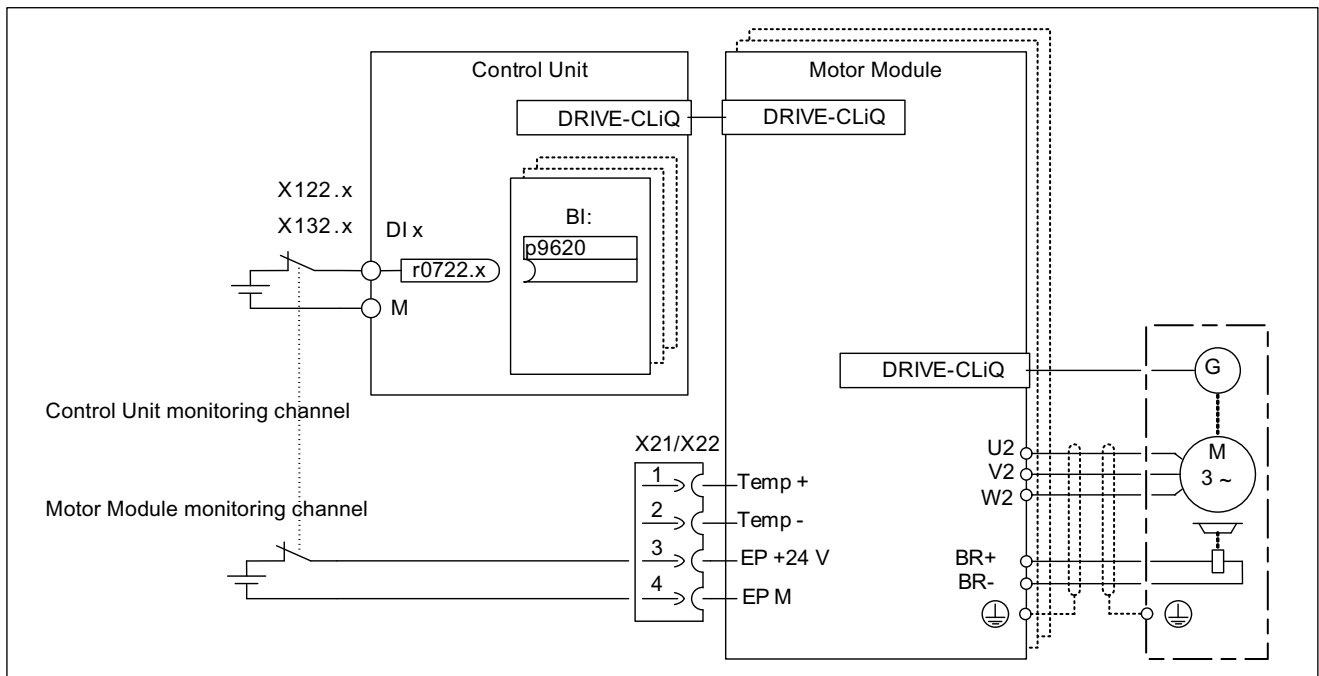 Control Unit
Motor Module
DRIVE-CLiQ
DRIVE-CLiQ
X122.x
X132.x
DI x
BI:
p9620
r0722.x
M
DRIVE-CLiQ
G
Control Unit monitoring channel
X21/X22
U2
V2
W2
M
3 ~
1
Temp +
2
Temp -
Motor Module monitoring channel
3
EP +24 V
4
EP M
BR+
BR-